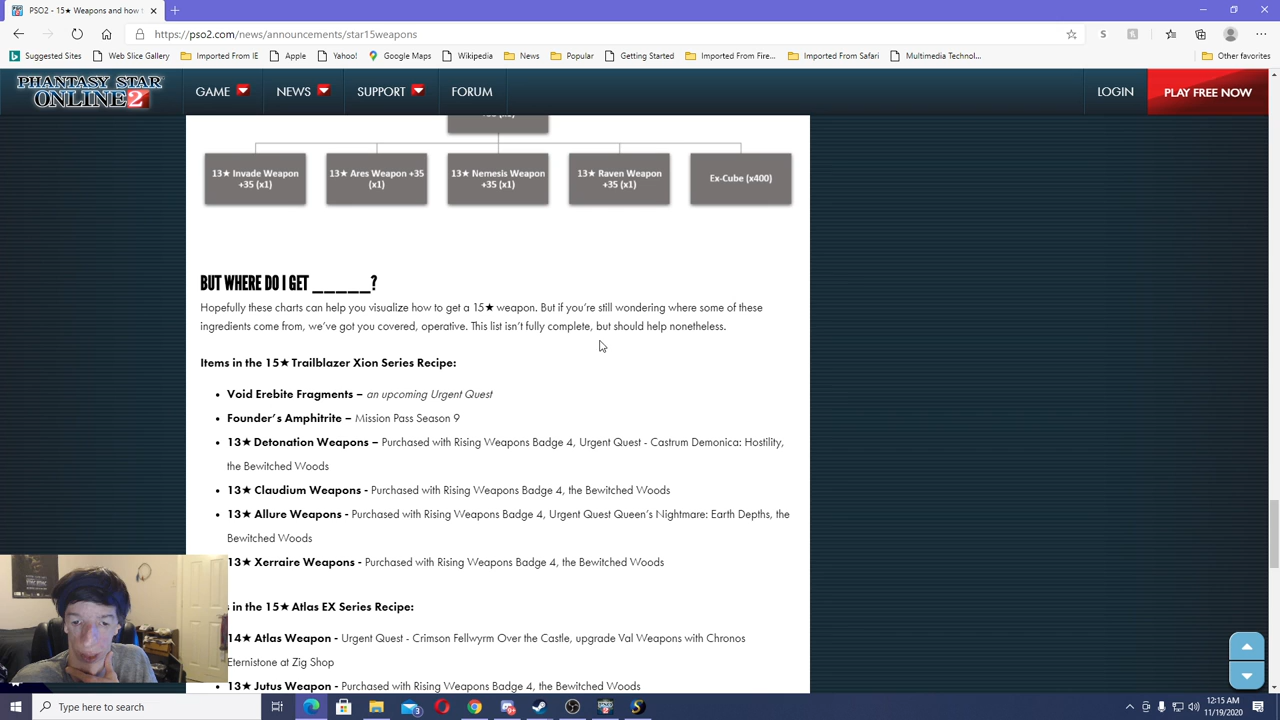 PSO2 - 15★ Weapons and how t
https://pso2.com/news/announcements/star15weapons
Suggested Sites
Web Slice Gallery
Imported From IE
Apple
Yahoo!
Google Maps
Wikipedia
News
Popular
Getting Started
Imported From Fire...
Imported From Safari
Multimedia Technol...
Other favorites
PHANTASY STAR
ONLINE 2
GAME
NEWS
SUPPORT
FORUM
LOGIN
PLAY FREE NOW
13★ Invade Weapon
+35 (x1)
13★ Ares Weapon +35
(x1)
13★ Nemesis Weapon
+35 (x1)
13★ Raven Weapon
+35 (x1)
Ex-Cube (x400)
BUT WHERE DO I GET _____?
Hopefully these charts can help you visualize how to get a 15★ weapon. But if you're still wondering where some of these
ingredients come from, we've got you covered, operative. This list isn't fully complete, but should help nonetheless.
Items in the 15★ Trailblazer Xion Series Recipe:
Void Erebite Fragments – an upcoming Urgent Quest
Founder's Amphitrite – Mission Pass Season 9
13★ Detonation Weapons – Purchased with Rising Weapons Badge 4, Urgent Quest - Castrum Demonica: Hostility,
the Bewitched Woods
13★ Claudium Weapons - Purchased with Rising Weapons Badge 4, the Bewitched Woods
13★ Allure Weapons - Purchased with Rising Weapons Badge 4, Urgent Quest Queen's Nightmare: Earth Depths, the
Bewitched Woods
13★ Xerraire Weapons - Purchased with Rising Weapons Badge 4, the Bewitched Woods
s in the 15★ Atlas EX Series Recipe:
14★ Atlas Weapon - Urgent Quest - Crimson Fellwyrm Over the Castle, upgrade Val Weapons with Chronos
Eternistone at Zig Shop
13★ Jutus Weapon - Purchased with Rising Weapons Badge 4, the Bewitched Woods
Type here to search
12:15 AM
11/19/2020